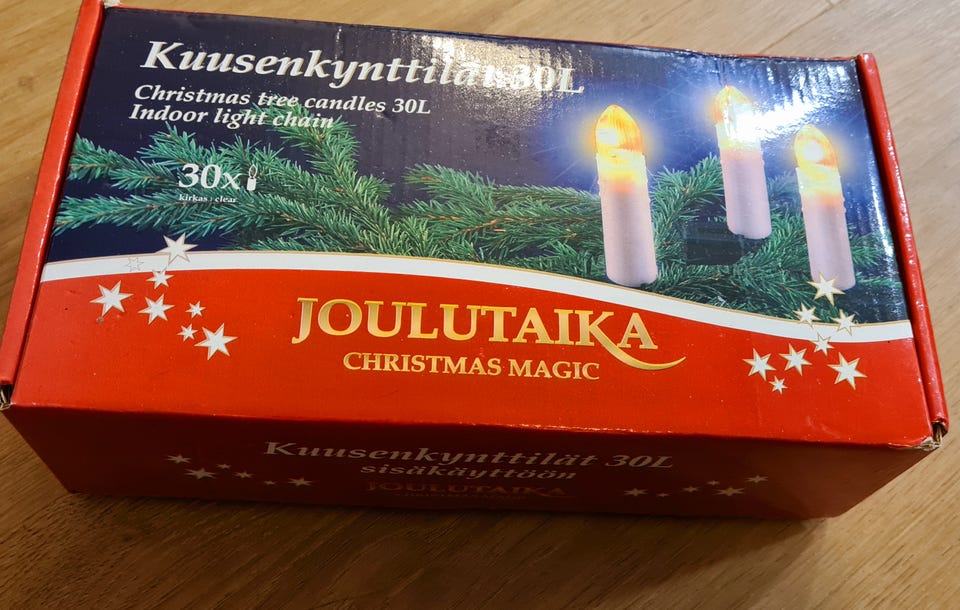 Kuusenkynttilät 30L
Christmas tree candles 30L
Indoor light chain
30x
kirkas | clear
JOULUTAIKA
CHRISTMAS MAGIC
Kuusenkynttilät 30L
sisäkäyttöön
JOULUTAIKA